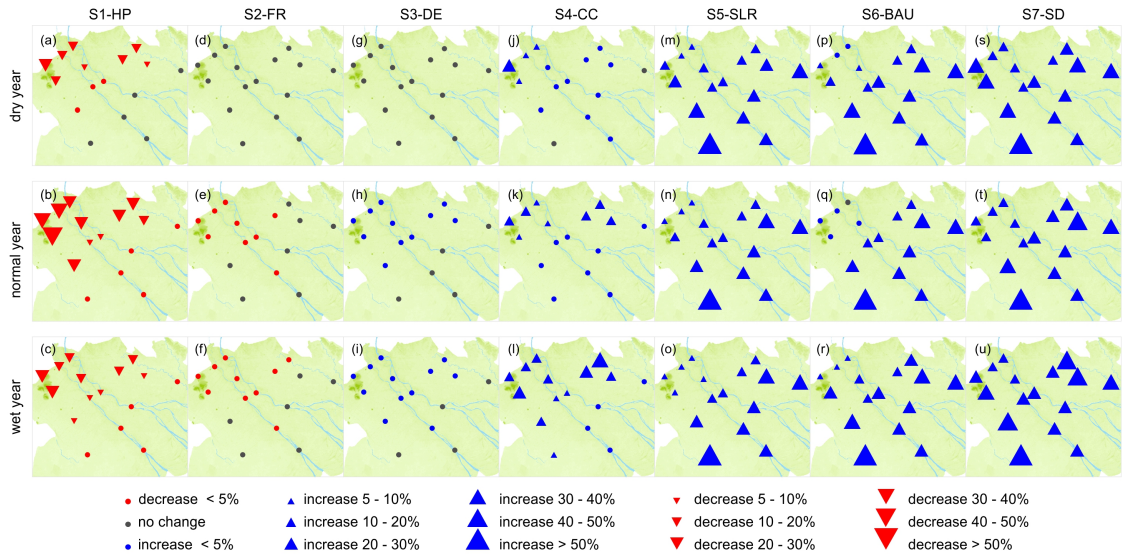 S1-HP S2-FR S3-DE S4-CC S5-SLR S6-BAU S7-SD
dry year
(a) (d) (g) (j) (m) (p) (s)
normal year
(b) (e) (h) (k) (n) (q) (t)
wet year
(c) (f) (i) (l) (o) (r) (u)
decrease < 5% increase 5 - 10% increase 30 - 40% decrease 5 - 10% decrease 30 - 40%
no change increase 10 - 20% increase 40 - 50% decrease 10 - 20% decrease 40 - 50%
increase < 5% increase 20 - 30% increase > 50% decrease 20 - 30% decrease > 50%